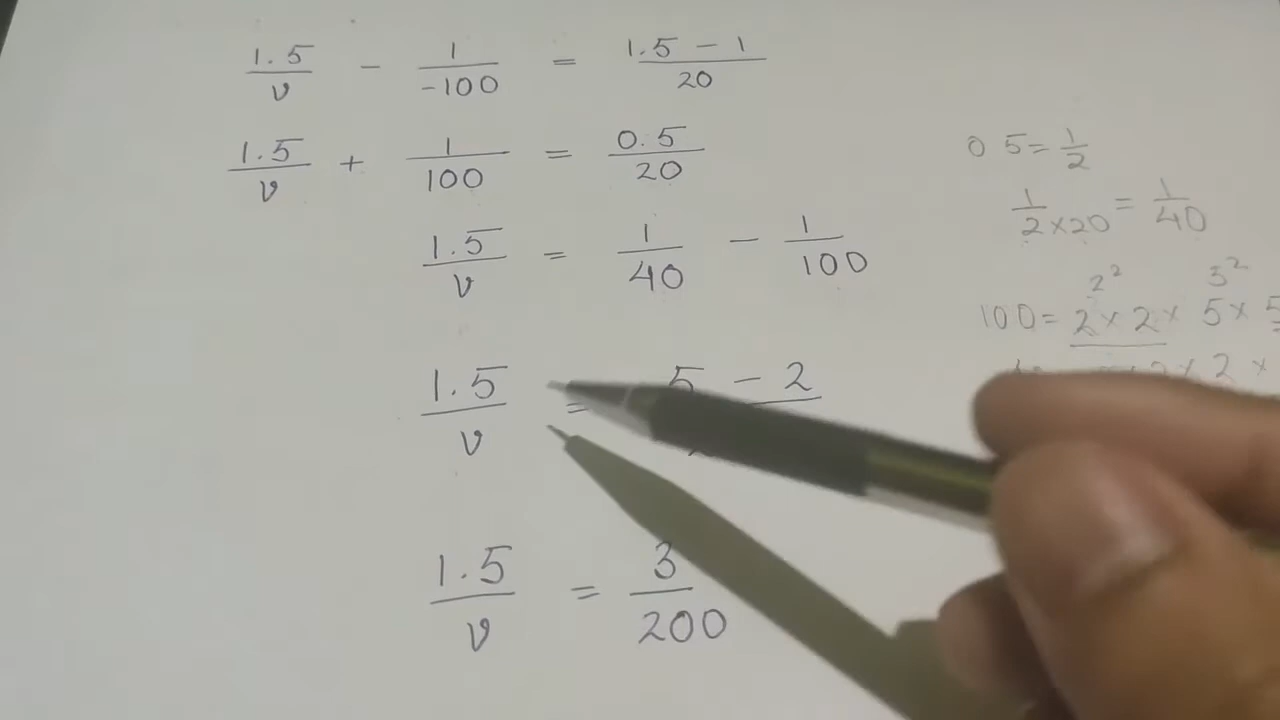 1.5/v - 1/-100 = 1.5 - 1/20
1.5/v + 1/100 = 0.5/20
1.5/v = 1/40 - 1/100
1.5/v = 5 - 2
1.5/v = 3/200
0 5 = 1/2
1/2×20 = 1/40
2² 5²
100 = 2 × 2 × 5 × 5